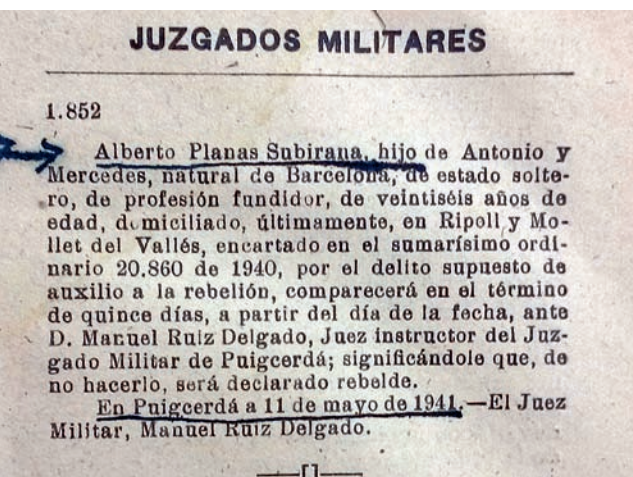 JUZGADOS MILITARES
1.852
Alberto Planas Subirana, hijo de Antonio y
Mercedes, natural de Barcelona, de estado solte-
ro, de profesión fundidor, de veintiséis años de
edad, domiciliado, últimamente, en Ripoll y Mo-
llet del Vallés, encartado en el sumarísimo ordi-
nario 20.860 de 1940, por el delito supuesto de
auxilio a la rebelión, comparecerá en el término
de quince días, a partir del día de la fecha, ante
D. Manuel Ruiz Delgado, Juez instructor del Juz-
gado Militar de Puigcerdá; significándole que, de
no hacerlo, será declarado rebelde.
En Puigcerdá a 11 de mayo de 1941.—El Juez
Militar, Manuel Ruiz Delgado.